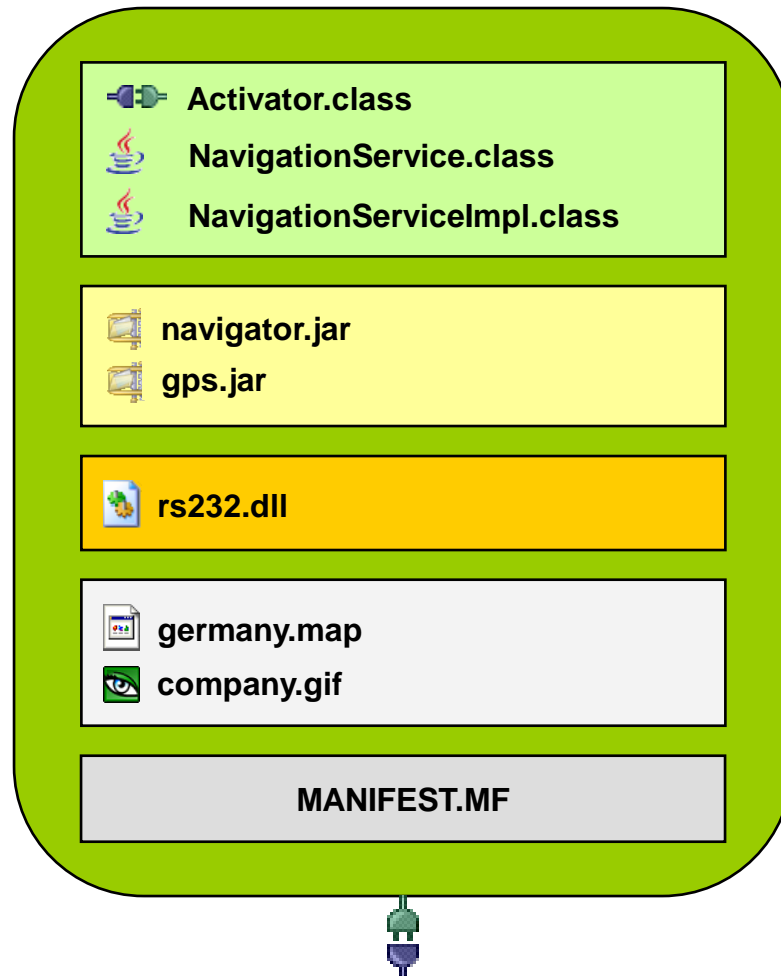 Activator.class
NavigationService.class
NavigationServiceImpl.class
navigator.jar
gps.jar
rs232.dll
germany.map
company.gif
MANIFEST.MF